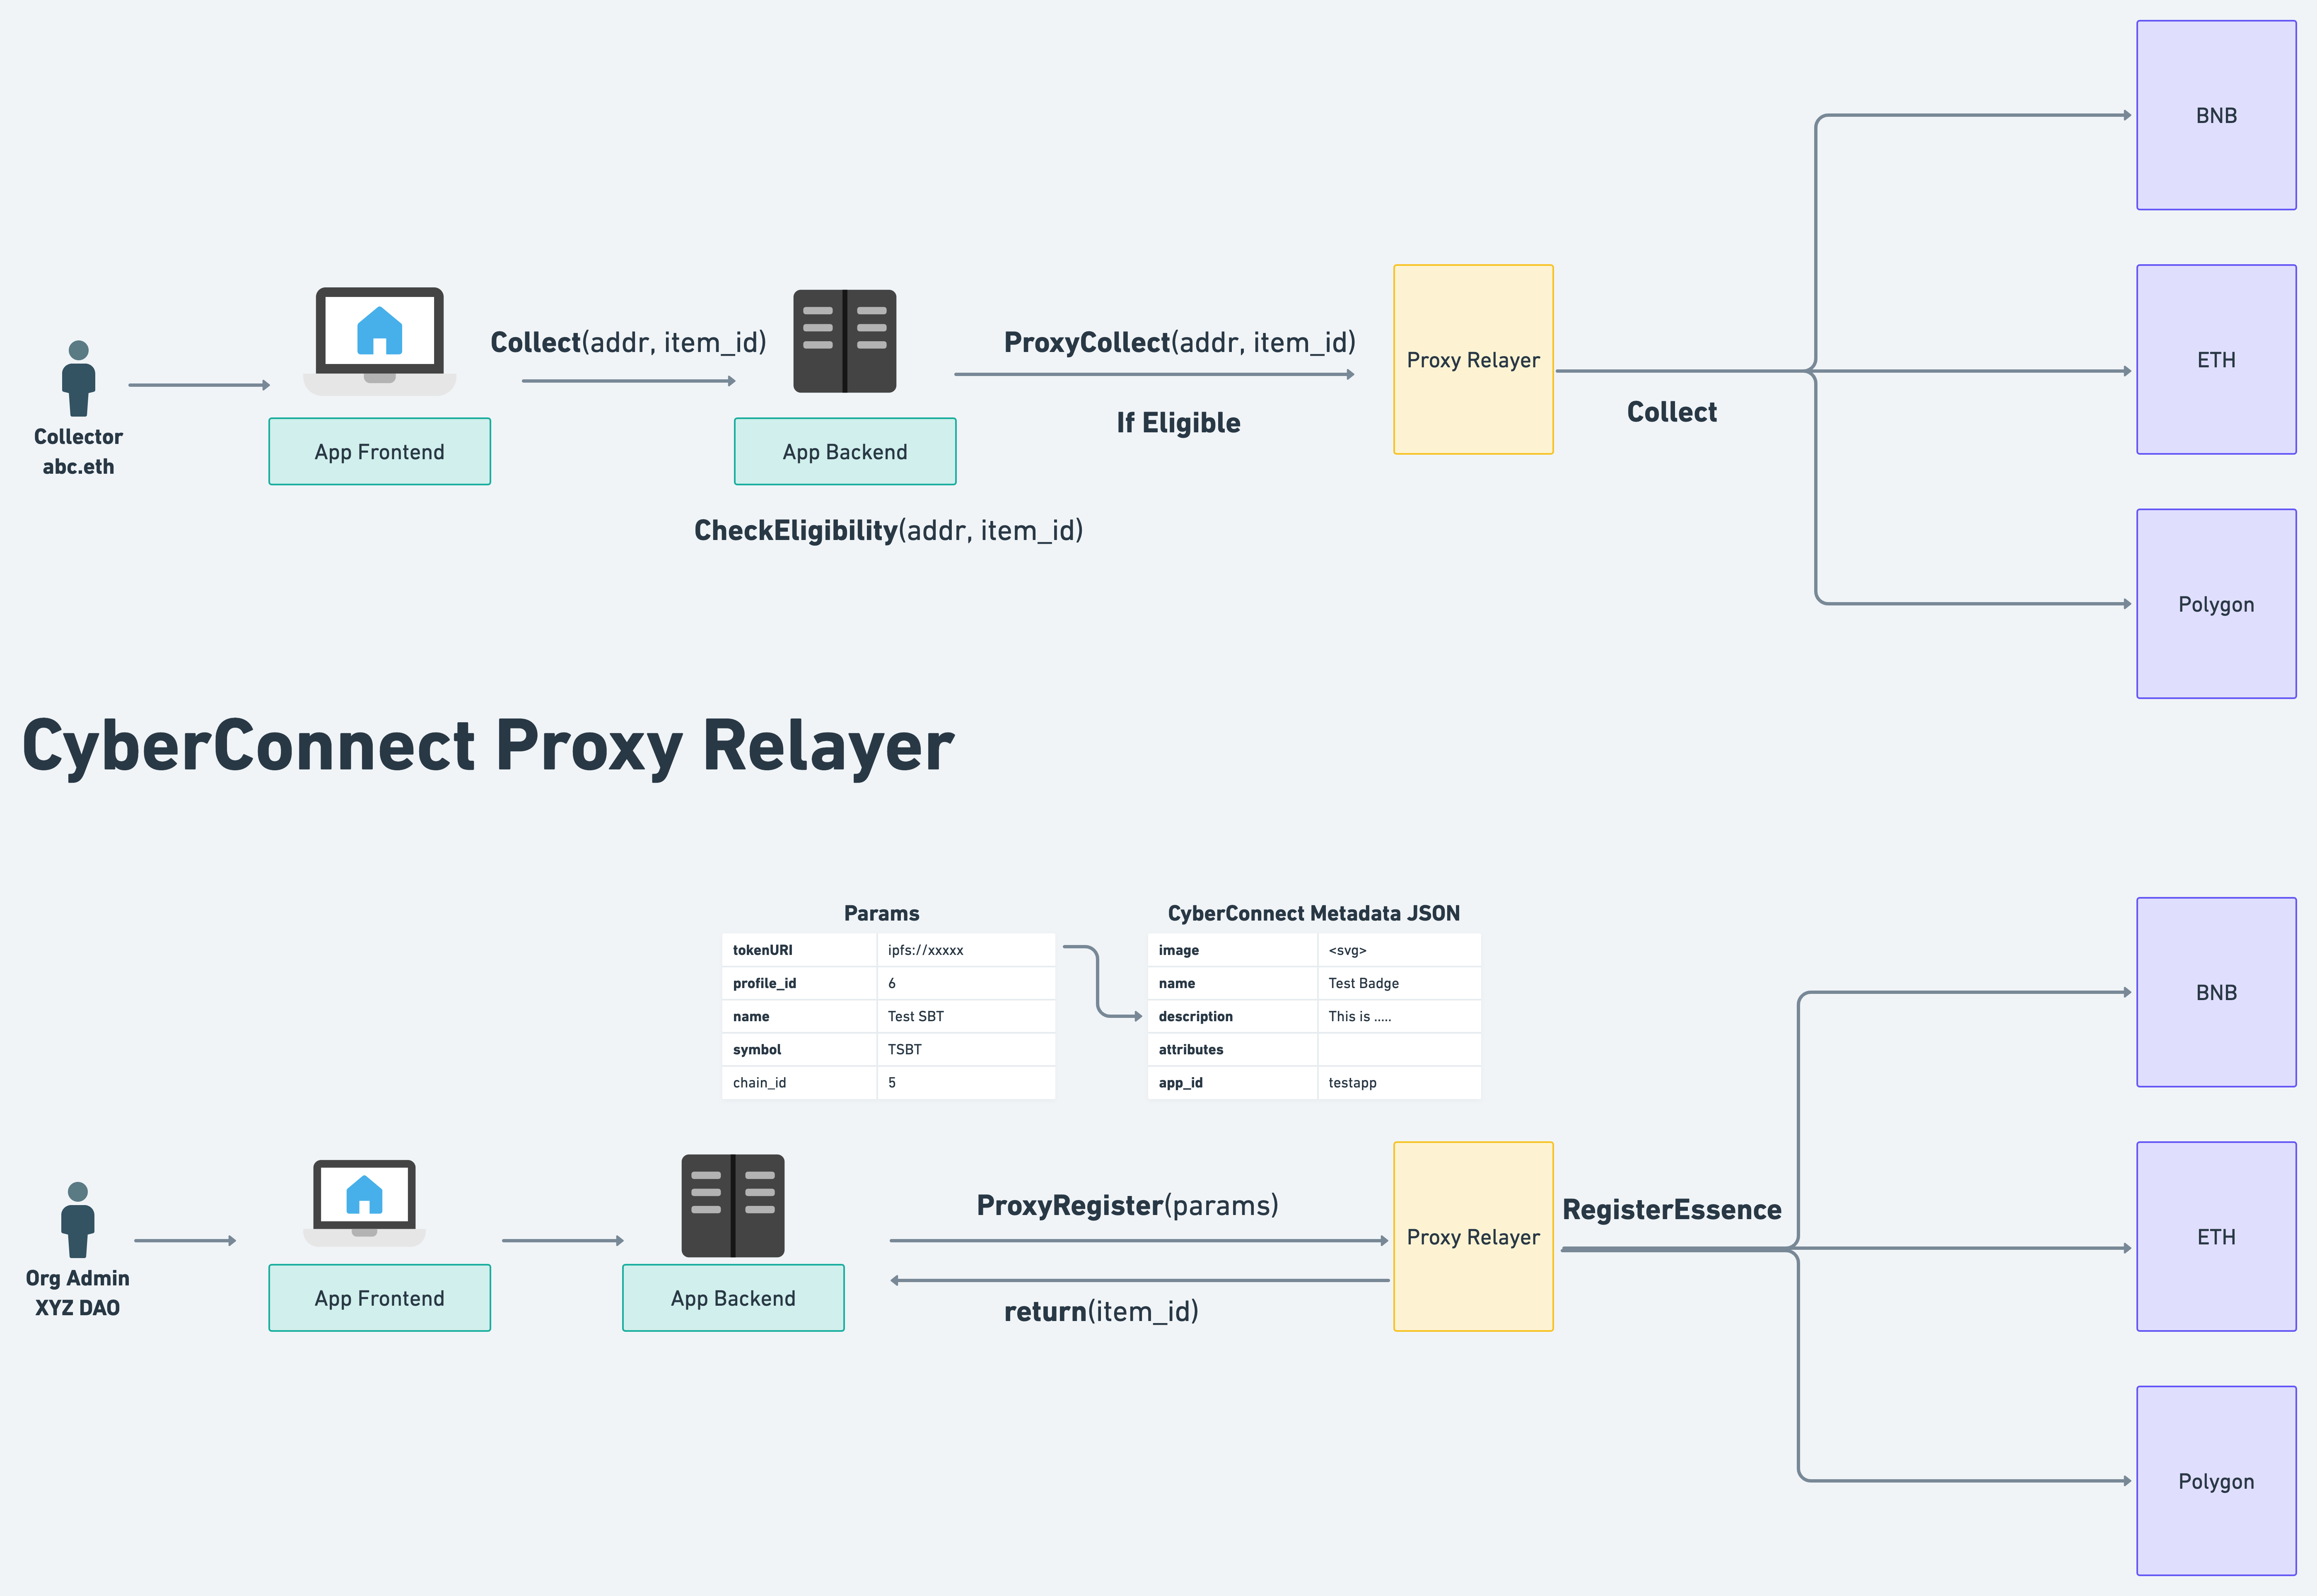 BNB
Collect(addr, item_id)
ProxyCollect(addr, item_id)
Proxy Relayer
ETH
If Eligible
Collect
Collector
abc.eth
App Frontend
App Backend
CheckEligibility(addr, item_id)
Polygon
CyberConnect Proxy Relayer
Params
tokenURI ipfs://xxxxx
profile_id 6
name Test SBT
symbol TSBT
chain_id 5
CyberConnect Metadata JSON
image <svg>
name Test Badge
description This is .....
attributes
app_id testapp
BNB
ProxyRegister(params)
Proxy Relayer
RegisterEssence
ETH
Org Admin
XYZ DAO
App Frontend
App Backend
return(item_id)
Polygon